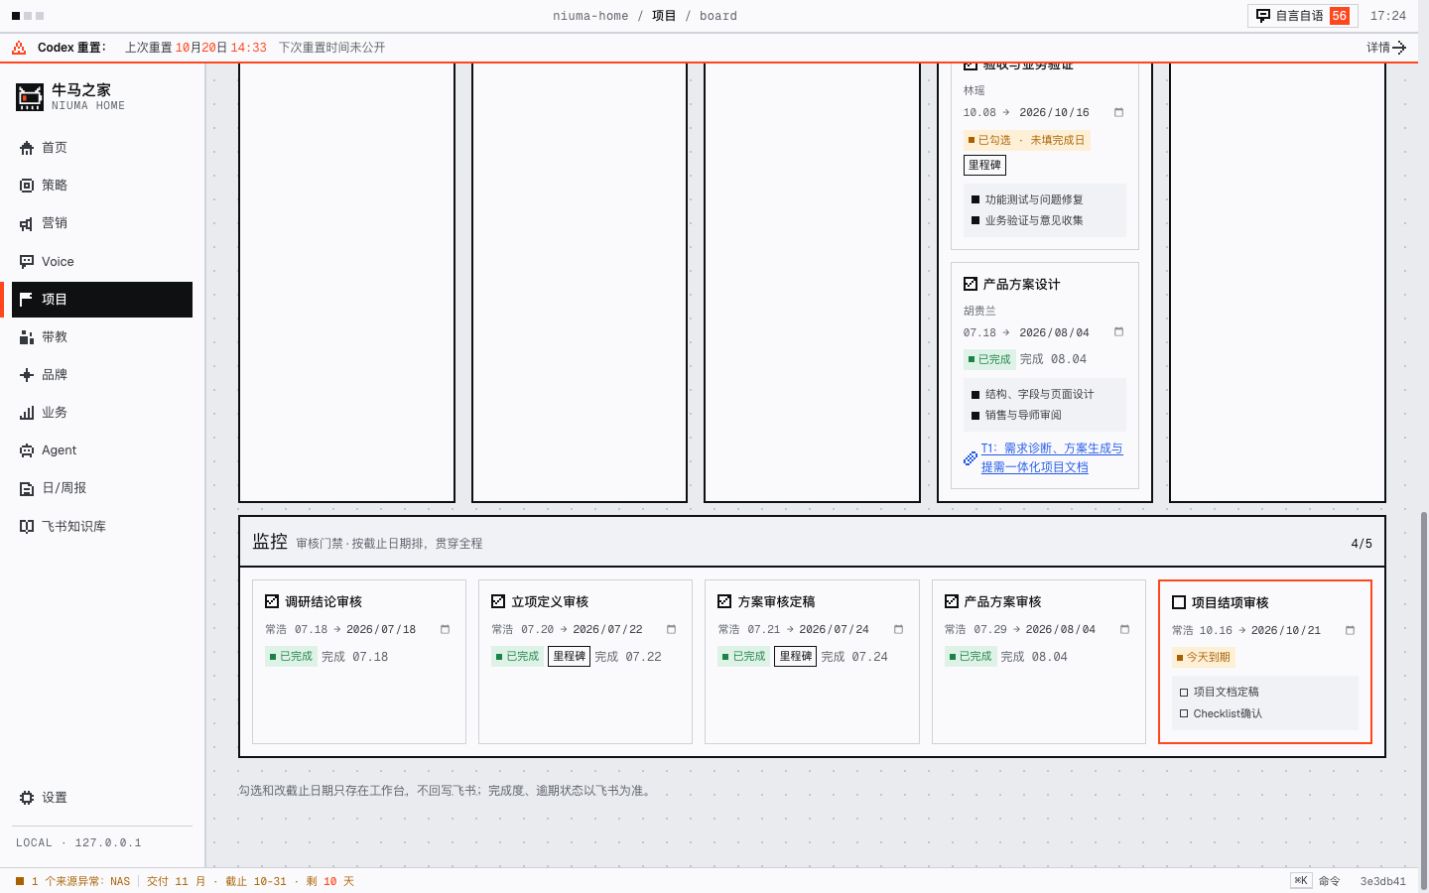 niuma-home / 项目 / board
自言自语 56
17:24
Codex 重置： 上次重置 10月20日 14:33 下次重置时间未公开
详情→
牛马之家
NIUMA HOME
首页
策略
营销
Voice
项目
带教
品牌
业务
Agent
日/周报
飞书知识库
设置
LOCAL · 127.0.0.1
验收与业务验证
林瑶
10.08 → 2026/10/16
已勾选 · 未填完成日
里程碑
功能测试与问题修复
业务验证与意见收集
产品方案设计
胡贵兰
07.18 → 2026/08/04
已完成 完成 08.04
结构、字段与页面设计
销售与导师审阅
T1: 需求诊断、方案生成与
提需一体化项目文档
监控 审核门禁·按截止日期排，贯穿全程
4/5
调研结论审核
常浩 07.18 → 2026/07/18
已完成 完成 07.18
立项定义审核
常浩 07.20 → 2026/07/22
已完成 里程碑 完成 07.22
方案审核定稿
常浩 07.21 → 2026/07/24
已完成 里程碑 完成 07.24
产品方案审核
常浩 07.29 → 2026/08/04
已完成 完成 08.04
项目结项审核
常浩 10.16 → 2026/10/21
今天到期
项目文档定稿
Checklist确认
勾选和改截止日期只存在工作台，不回写飞书；完成度、逾期状态以飞书为准。
1 个来源异常: NAS 交付 11 月 · 截止 10-31 · 剩 10 天
⌘K 命令
3e3db41